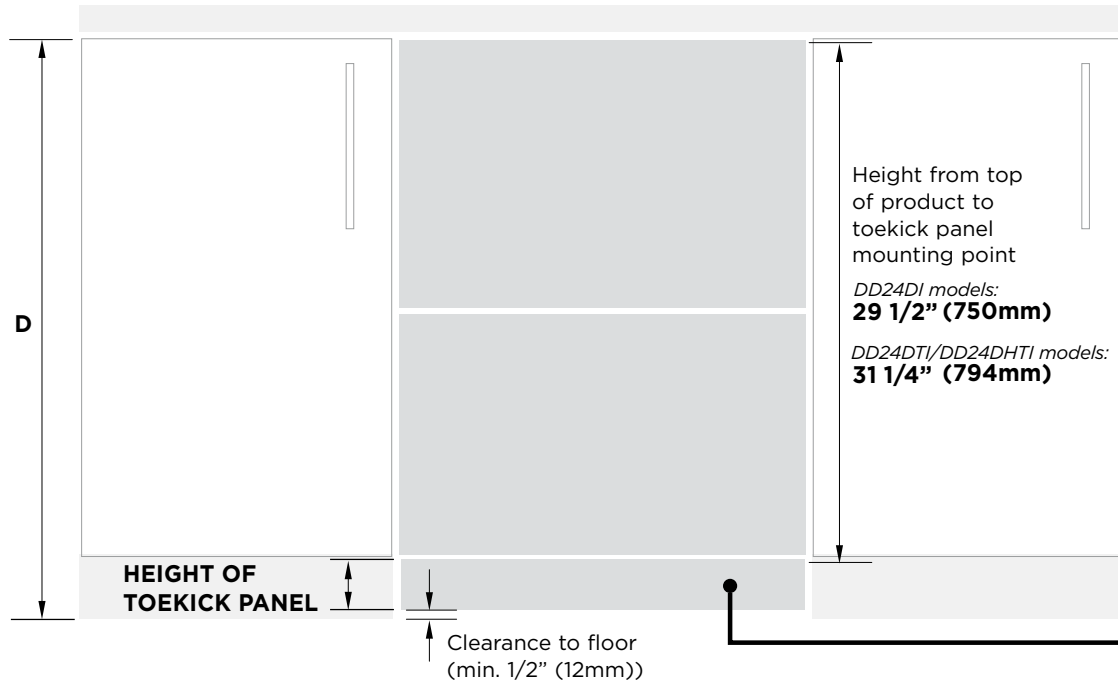 D
Height from top
of product to
toekick panel
mounting point
DD24DI models:
29 1/2” (750mm)
DD24DTI/DD24DHTI models:
31 1/4” (794mm)
HEIGHT OF
TOEKICK PANEL
Clearance to floor
(min. 1/2” (12mm))